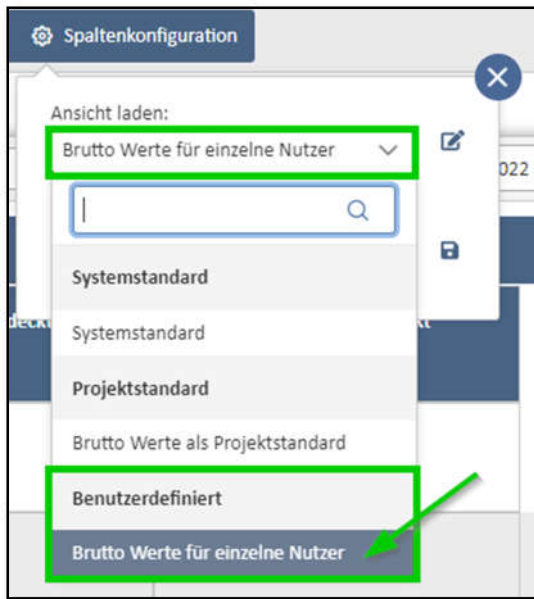 Spaltenkonfiguration
Ansicht laden:
Brutto Werte für einzelne Nutzer
2022
Systemstandard
Systemstandard
Projektstandard
Brutto Werte als Projektstandard
Benutzerdefiniert
Brutto Werte für einzelne Nutzer